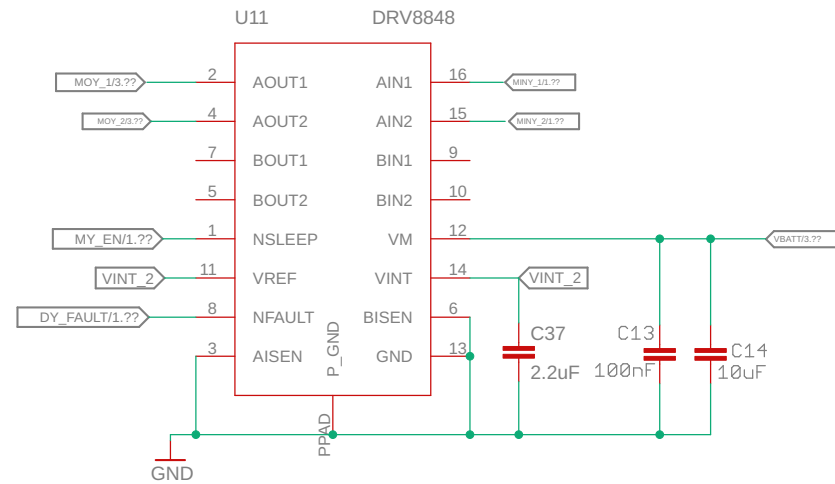 U11 DRV8848
MOY_1/3.?? 2 AOUT1 AIN1 16 MINY_1/1.??
MOY_2/3.?? 4 AOUT2 AIN2 15 MINY_2/1.??
7 BOUT1 BIN1 9
5 BOUT2 BIN2 10
MY_EN/1.?? 1 NSLEEP VM 12 VBATT/3.??
VINT_2 11 VREF VINT 14 VINT_2
DY_FAULT/1.?? 8 NFAULT BISEN 6
3 AISEN P_GND GND 13
C37
2.2uF
C13
100nF
C14
10uF
PPAD
GND